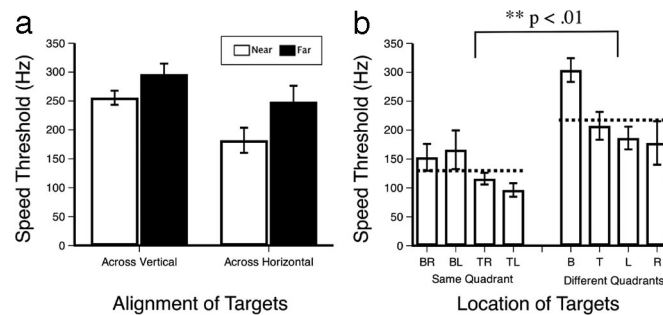 a
Speed Threshold (Hz)
350
300
250
200
150
100
50
0
Near Far
Across Vertical Across Horizontal
Alignment of Targets
b
** p < .01
Speed Threshold (Hz)
350
300
250
200
150
100
50
0
BR BL TR TL B T L R
Same Quadrant Different Quadrants
Location of Targets